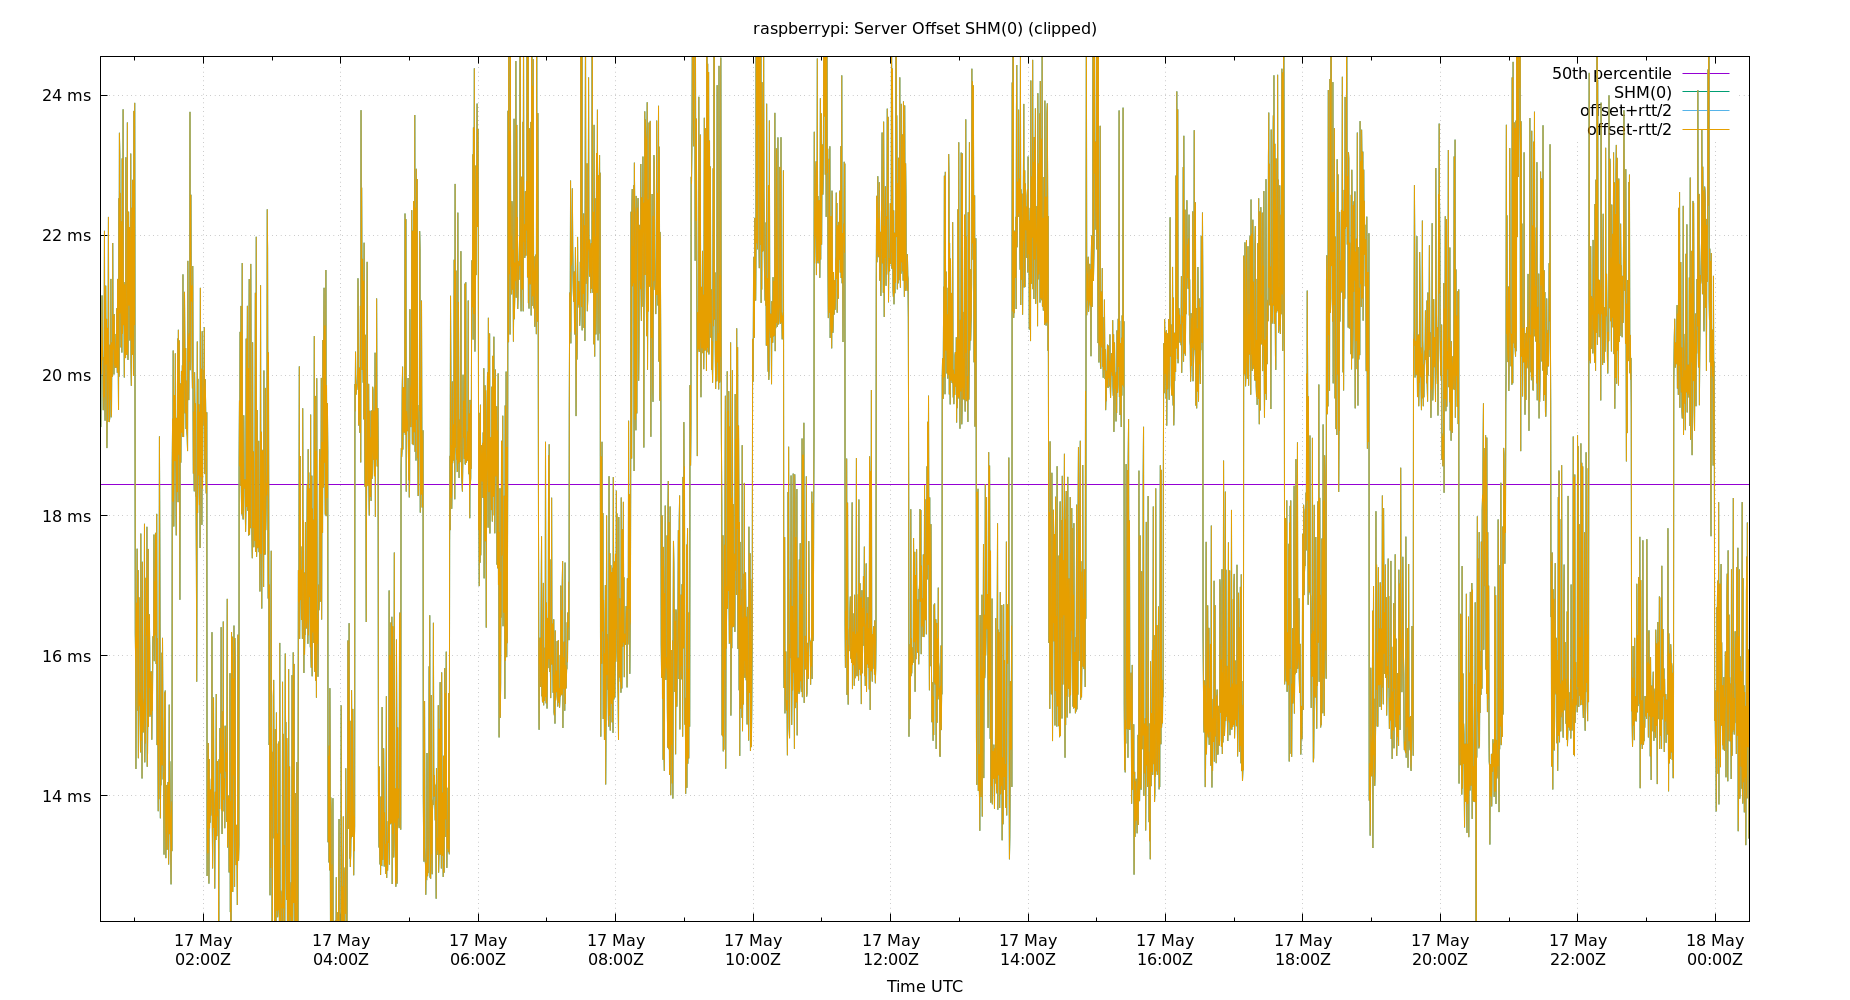 raspberrypi: Server Offset SHM(0) (clipped)
50th percentile
SHM(0)
offset+rtt/2
offset-rtt/2
24 ms
22 ms
20 ms
18 ms
16 ms
14 ms
17 May 17 May 17 May 17 May 17 May 17 May 17 May 17 May 17 May 17 May 17 May 18 May
02:00Z 04:00Z 06:00Z 08:00Z 10:00Z 12:00Z 14:00Z 16:00Z 18:00Z 20:00Z 22:00Z 00:00Z
Time UTC